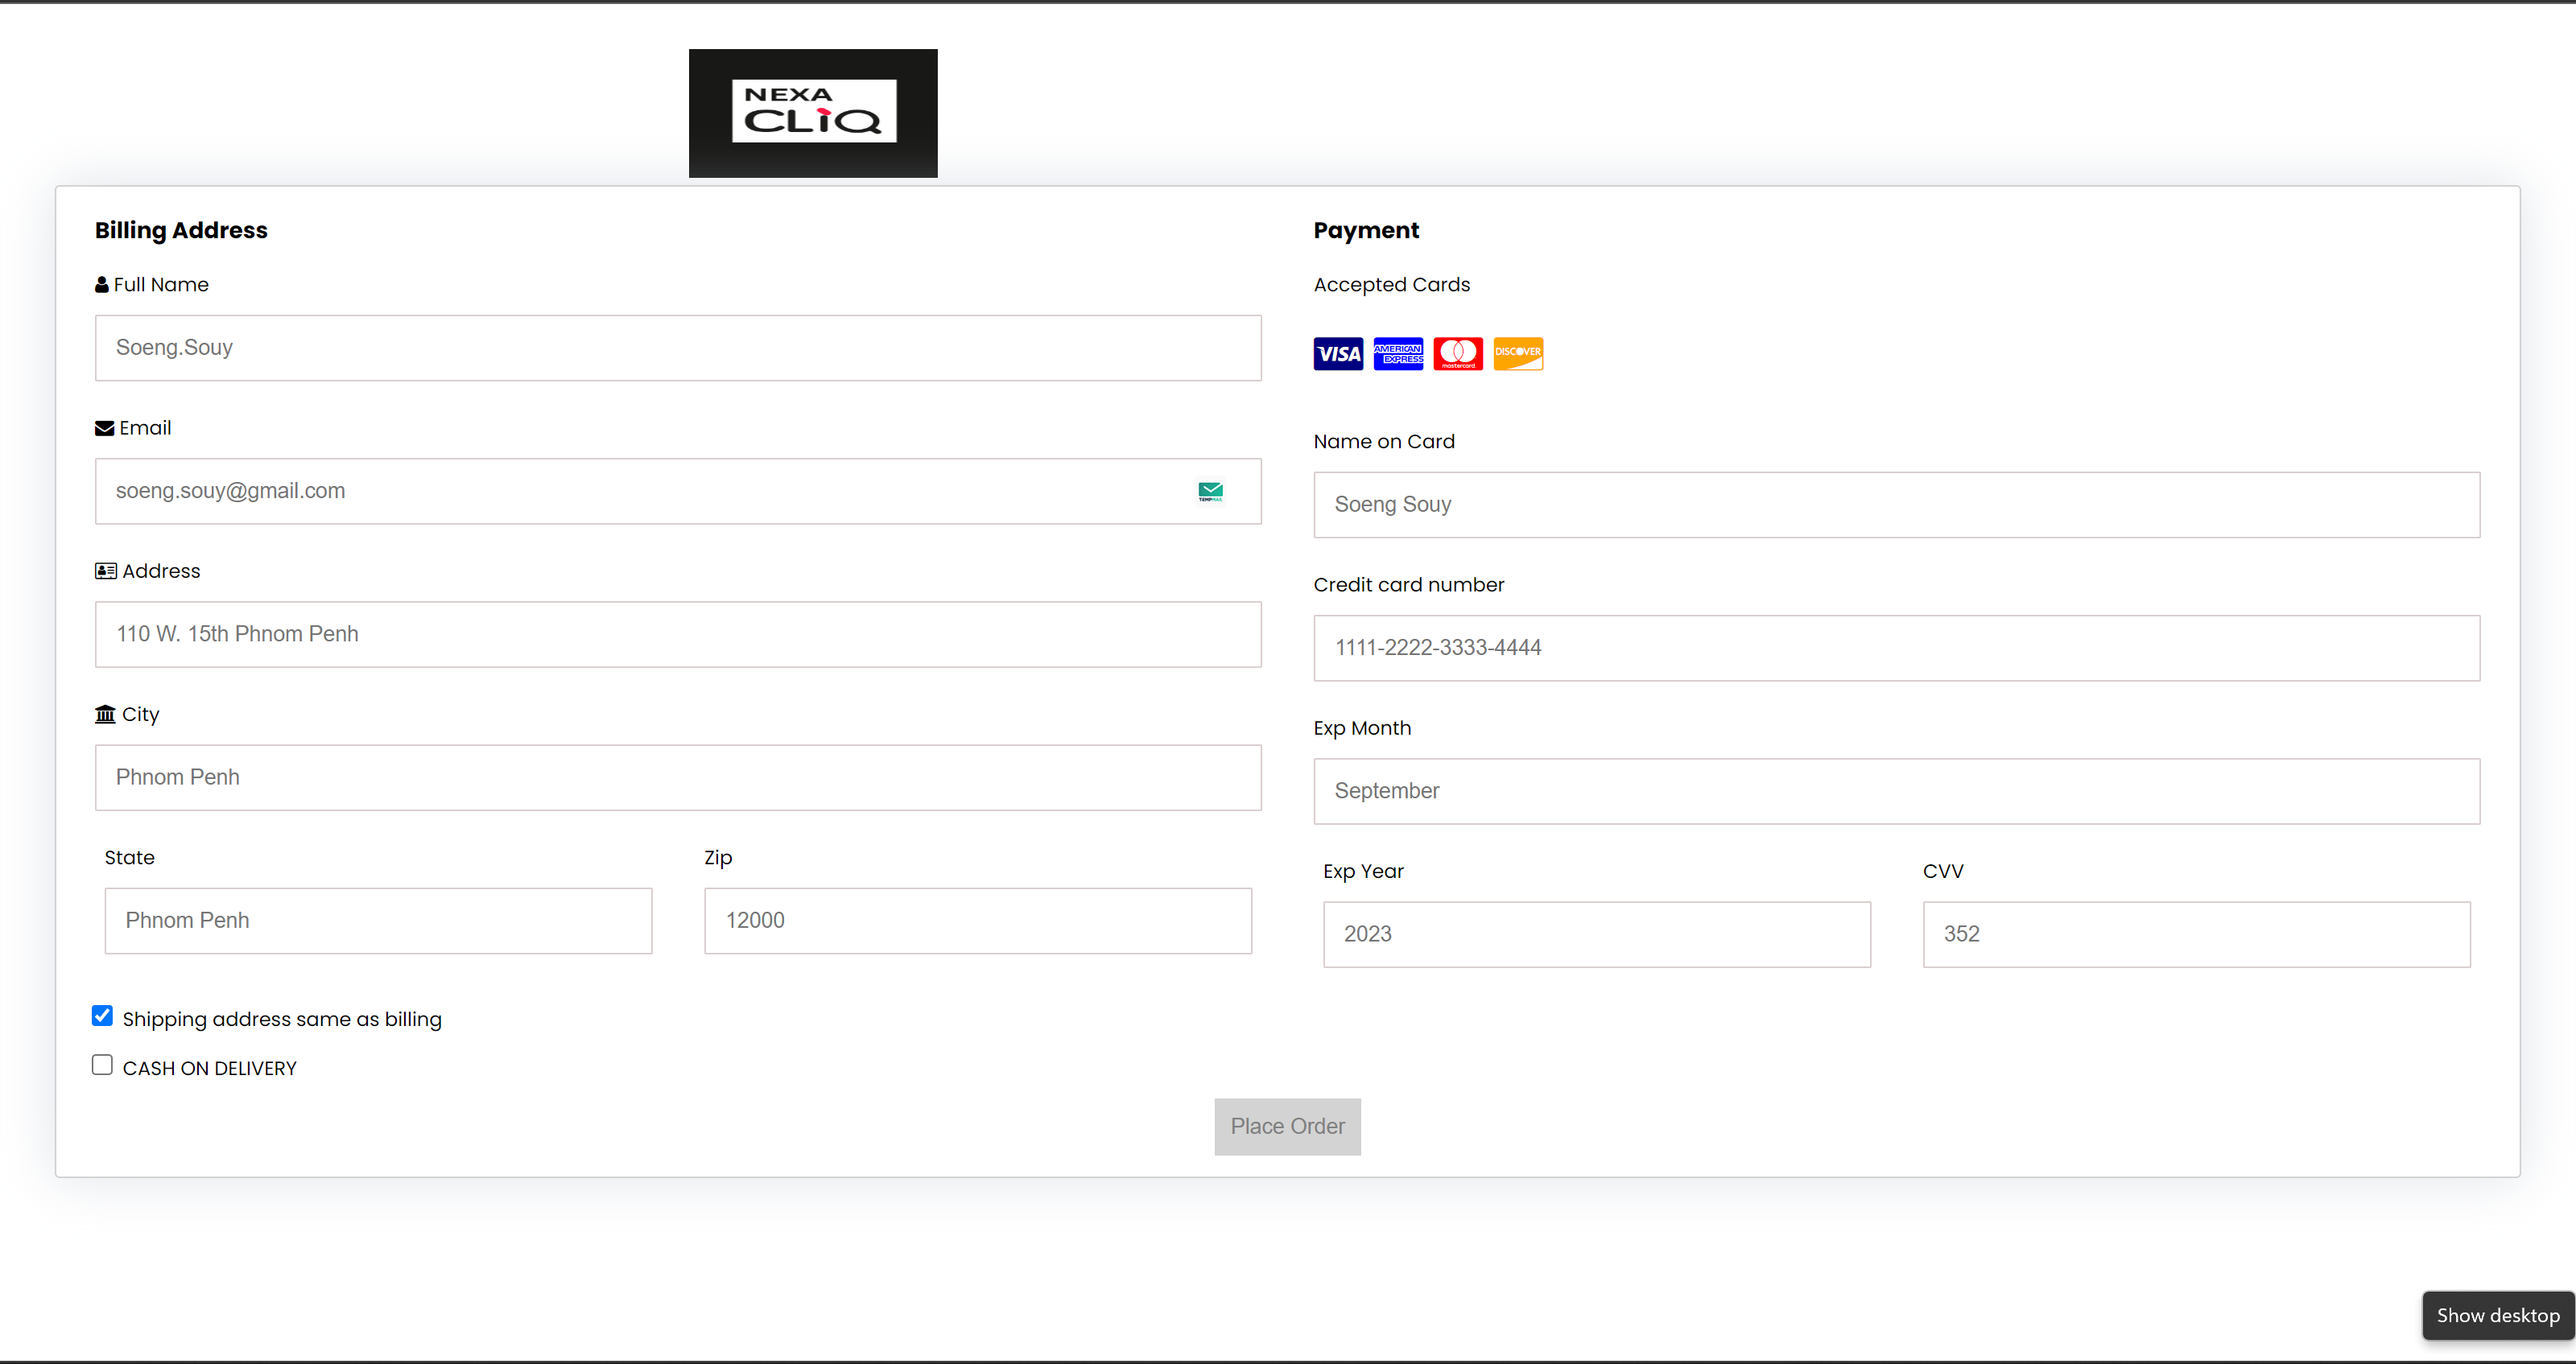 NEXA
CLiQ
Billing Address
Full Name
Soeng.Souy
Email
soeng.souy@gmail.com
TEMPMAIL
Address
110 W. 15th Phnom Penh
City
Phnom Penh
State
Zip
Phnom Penh
12000
Shipping address same as billing
CASH ON DELIVERY
Payment
Accepted Cards
VISA
AMERICAN
EXPRESS
mastercard.
DISCOVER
Name on Card
Soeng Souy
Credit card number
1111-2222-3333-4444
Exp Month
September
Exp Year
CVV
2023
352
Place Order
Show desktop